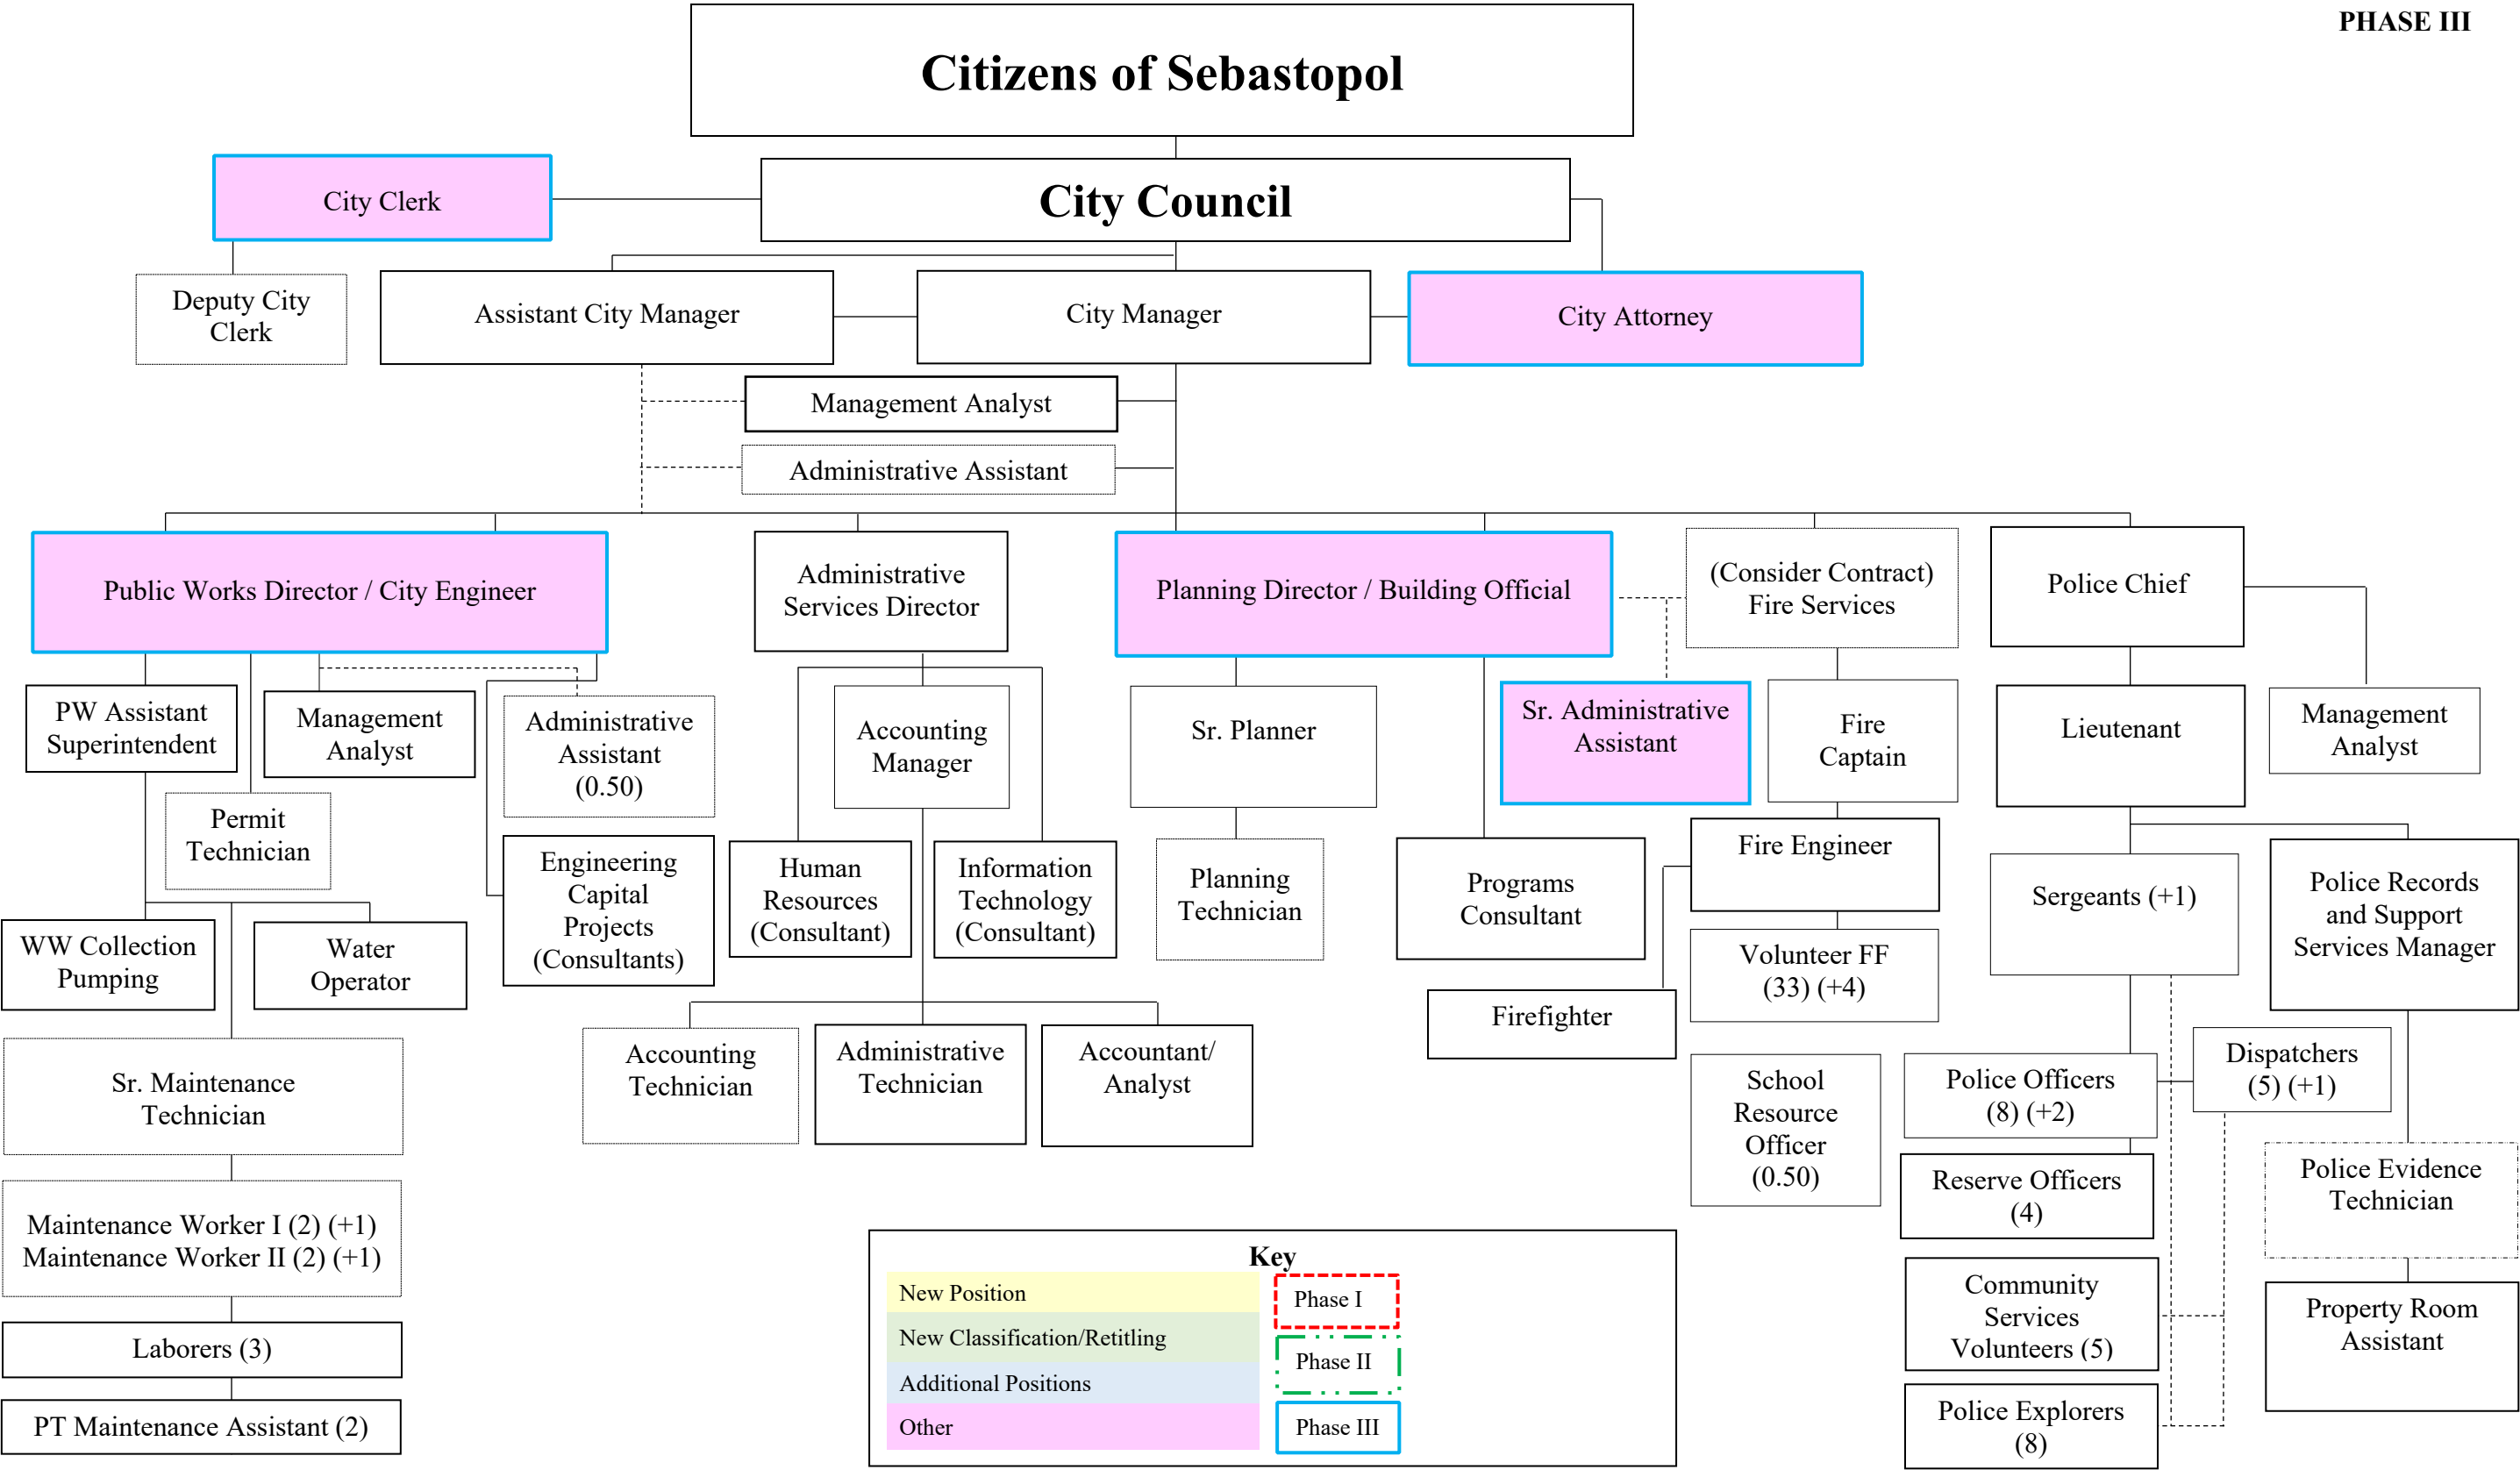 PHASE III
Citizens of Sebastopol
City Clerk
City Council
Deputy City
Clerk
Assistant City Manager
City Manager
City Attorney
Management Analyst
Administrative Assistant
Public Works Director / City Engineer
Administrative
Services Director
Planning Director / Building Official
(Consider Contract)
Fire Services
Police Chief
PW Assistant
Superintendent
Management
Analyst
Administrative
Assistant
(0.50)
Accounting
Manager
Sr. Planner
Sr. Administrative
Assistant
Fire
Captain
Lieutenant
Management
Analyst
Permit
Technician
Engineering
Capital
Projects
(Consultants)
Human
Resources
(Consultant)
Information
Technology
(Consultant)
Planning
Technician
Programs
Consultant
Fire Engineer
Sergeants (+1)
Police Records
and Support
Services Manager
WW Collection
Pumping
Water
Operator
Volunteer FF
(33) (+4)
Firefighter
Sr. Maintenance
Technician
Accounting
Technician
Administrative
Technician
Accountant/
Analyst
School
Resource
Officer
(0.50)
Police Officers
(8) (+2)
Dispatchers
(5) (+1)
Reserve Officers
(4)
Police Evidence
Technician
Maintenance Worker I (2) (+1)
Maintenance Worker II (2) (+1)
Community
Services
Volunteers (5)
Property Room
Assistant
Laborers (3)
PT Maintenance Assistant (2)
Police Explorers
(8)
Key
New Position
Phase I
New Classification/Retitling
Phase II
Additional Positions
Other
Phase III